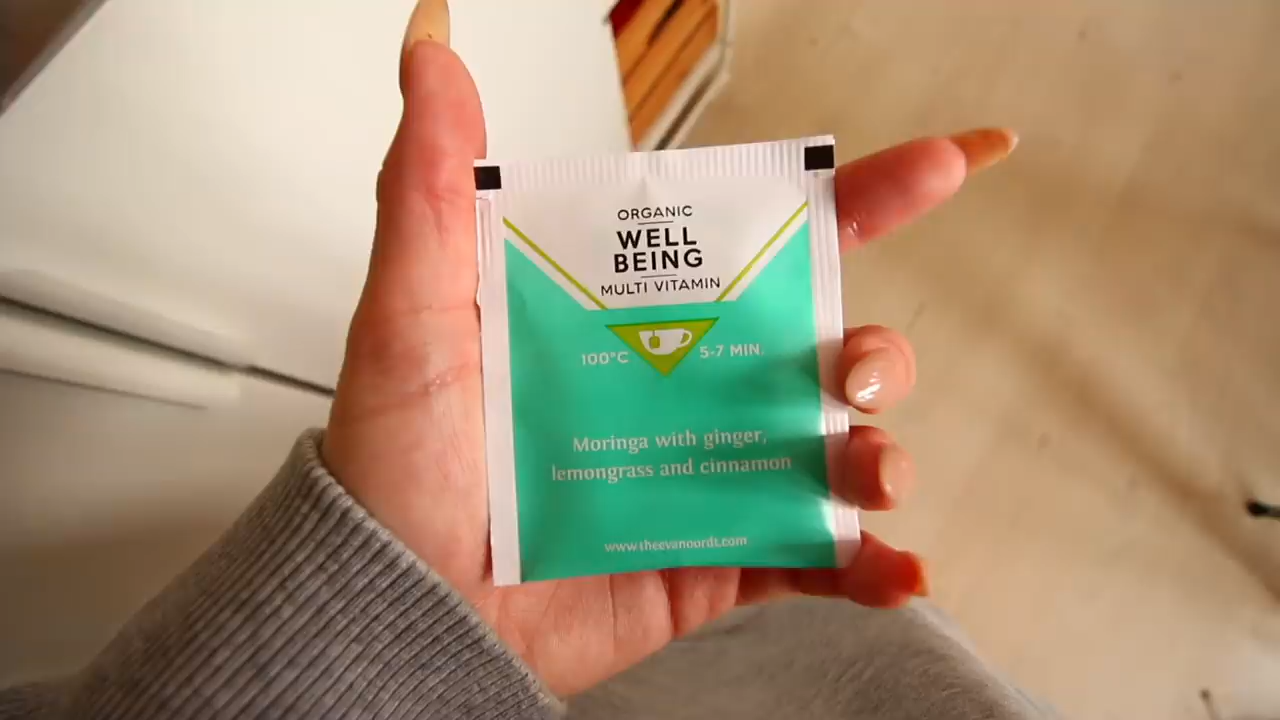 ORGANIC
WELL
BEING
MULTI VITAMIN
100°C 5-7 MIN.
Moringa with ginger,
lemongrass and cinnamon
www.theevanoordt.com